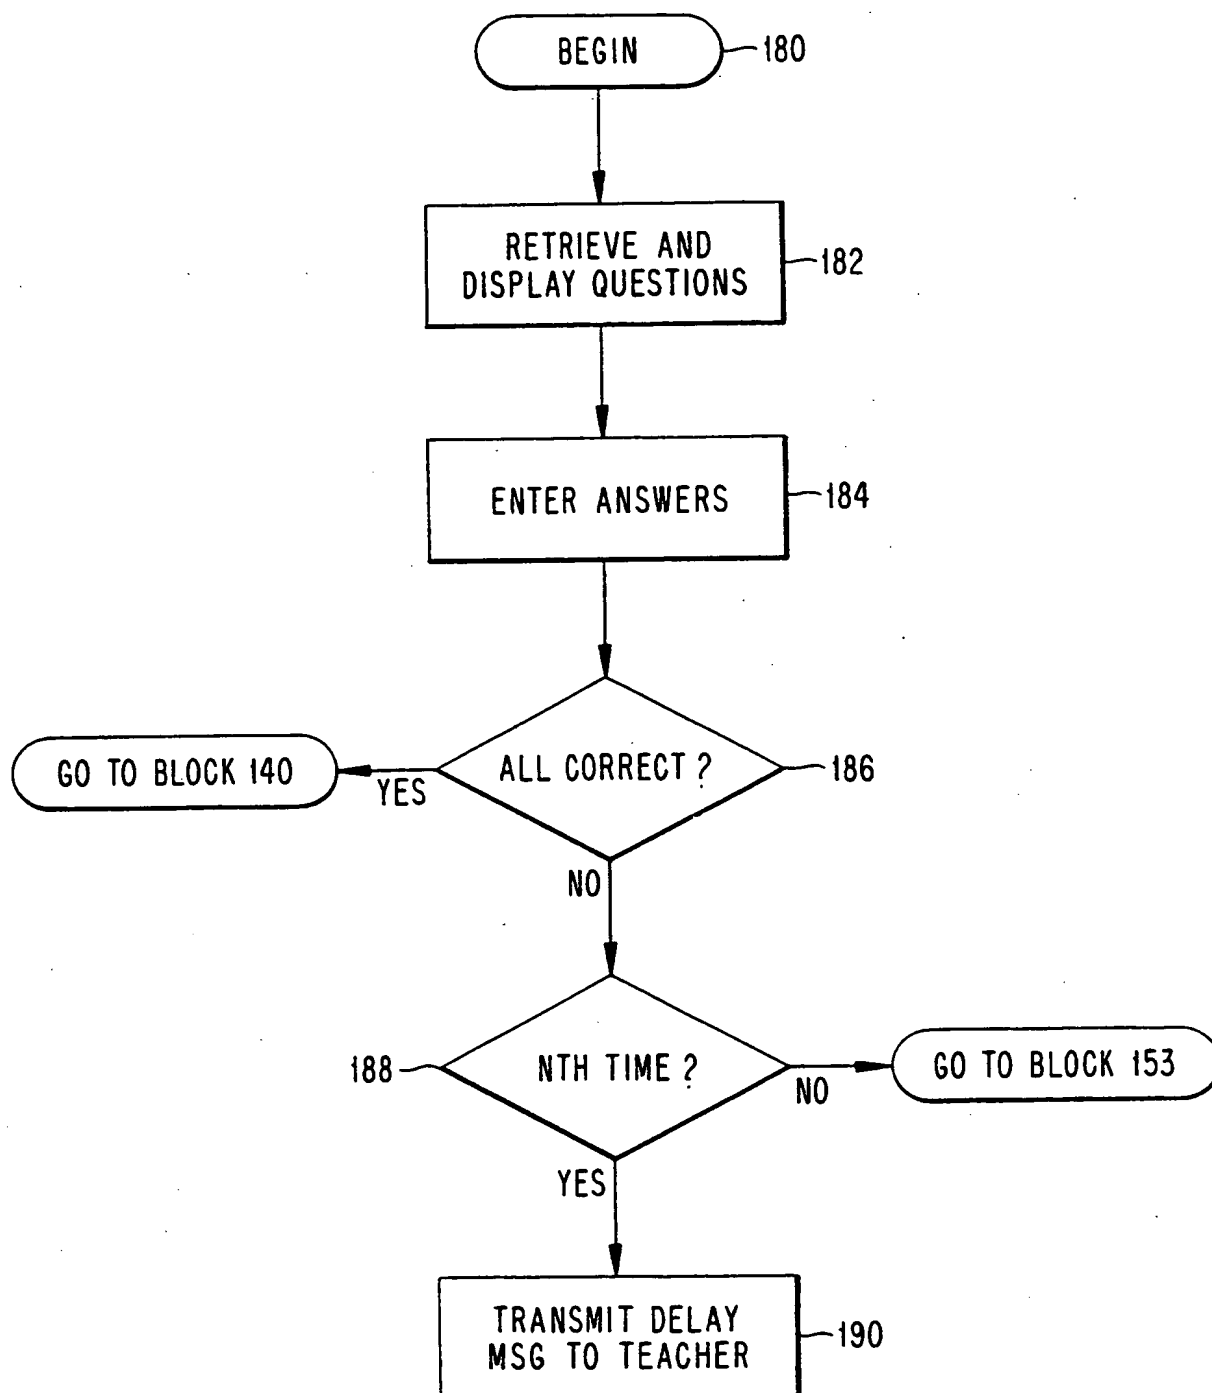 BEGIN
180
RETRIEVE AND
DISPLAY QUESTIONS
182
ENTER ANSWERS
184
GO TO BLOCK 140
YES
ALL CORRECT ?
186
NO
188
NTH TIME ?
NO
GO TO BLOCK 153
YES
TRANSMIT DELAY
MSG TO TEACHER
190